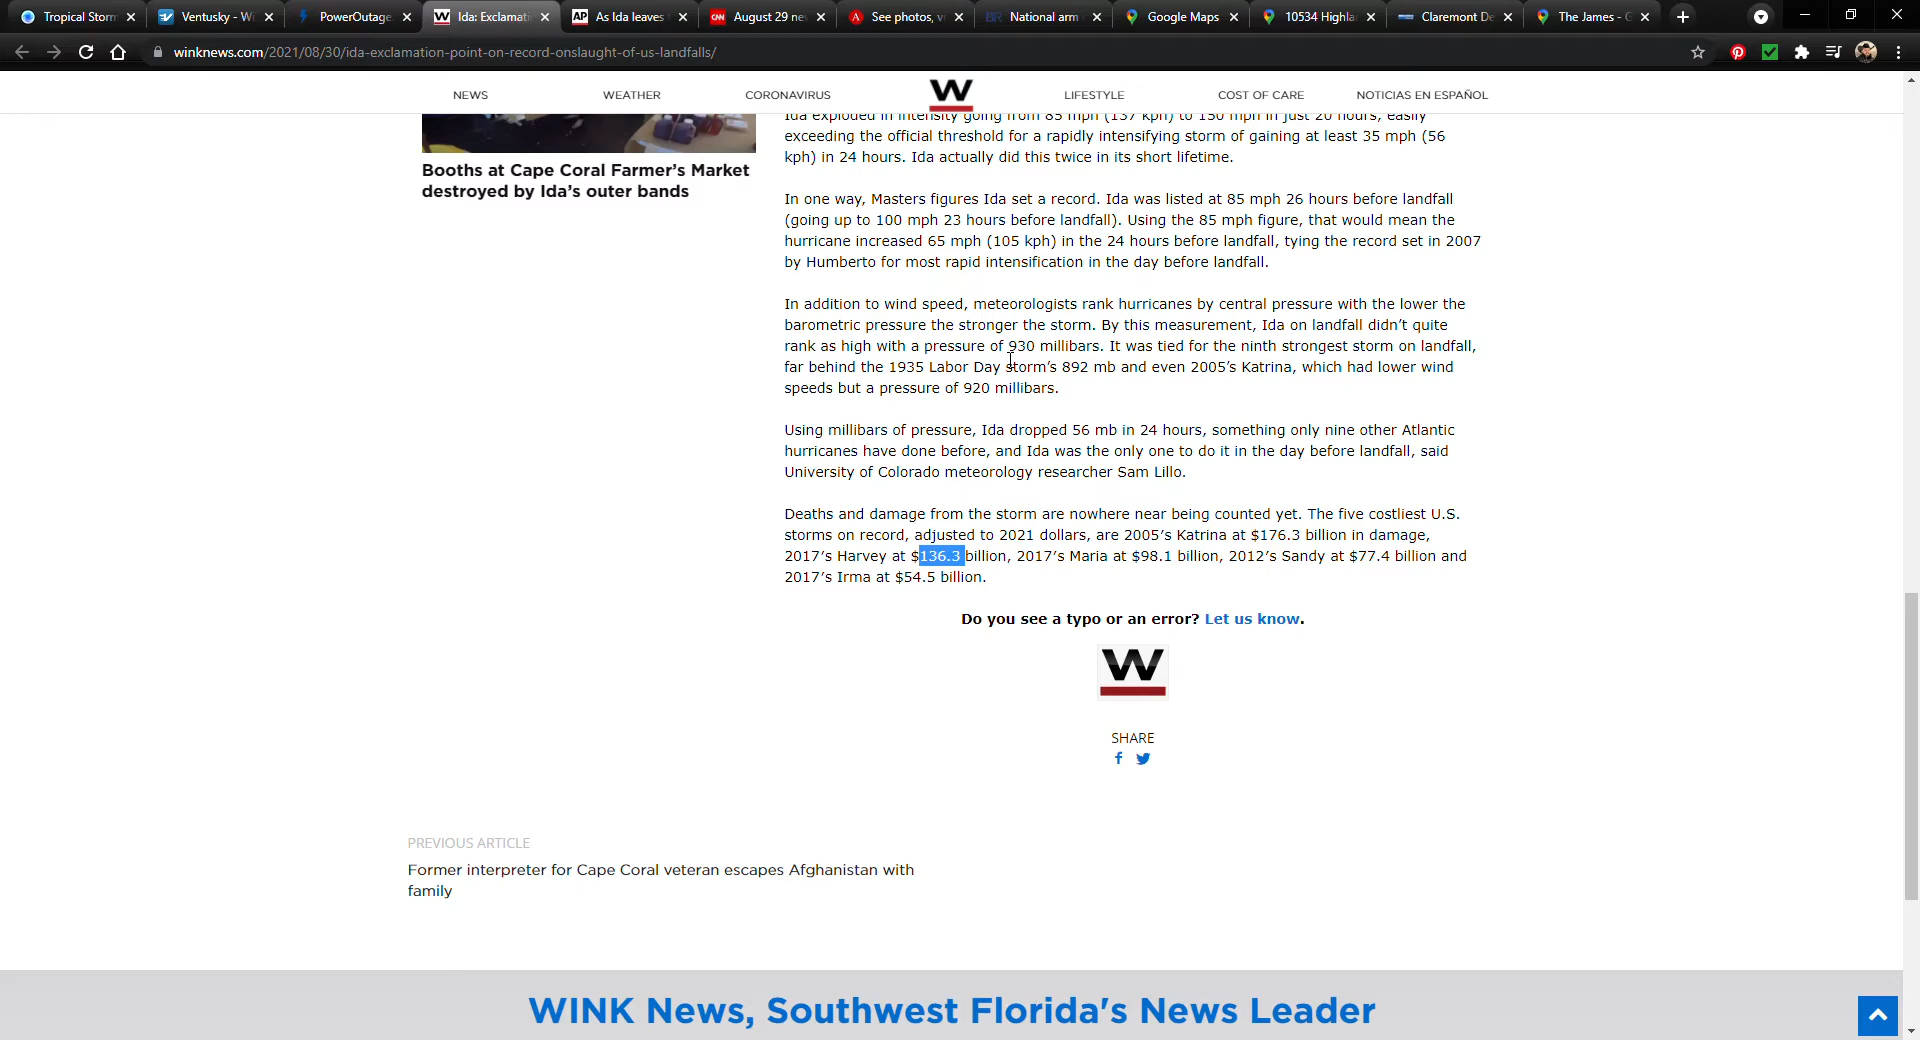 Tropical Storm
Ventusky - Wi
PowerOutage.
Ida: Exclamati
AP
As Ida leaves
CNN
August 29 ne
A
See photos, vi
BR
National arm
Google Maps
10534 Highla
Claremont De
The James - G
winknews.com/2021/08/30/ida-exclamation-point-on-record-onslaught-of-us-landfalls/
NEWS
WEATHER
CORONAVIRUS
W
LIFESTYLE
COST OF CARE
NOTICIAS EN ESPAÑOL
Booths at Cape Coral Farmer's Market
destroyed by Ida's outer bands
Ida exploded in intensity going from 85 mph (137 kph) to 150 mph in just 20 hours, easily
exceeding the official threshold for a rapidly intensifying storm of gaining at least 35 mph (56
kph) in 24 hours. Ida actually did this twice in its short lifetime.
In one way, Masters figures Ida set a record. Ida was listed at 85 mph 26 hours before landfall
(going up to 100 mph 23 hours before landfall). Using the 85 mph figure, that would mean the
hurricane increased 65 mph (105 kph) in the 24 hours before landfall, tying the record set in 2007
by Humberto for most rapid intensification in the day before landfall.
In addition to wind speed, meteorologists rank hurricanes by central pressure with the lower the
barometric pressure the stronger the storm. By this measurement, Ida on landfall didn't quite
rank as high with a pressure of 930 millibars. It was tied for the ninth strongest storm on landfall,
far behind the 1935 Labor Day storm's 892 mb and even 2005's Katrina, which had lower wind
speeds but a pressure of 920 millibars.
Using millibars of pressure, Ida dropped 56 mb in 24 hours, something only nine other Atlantic
hurricanes have done before, and Ida was the only one to do it in the day before landfall, said
University of Colorado meteorology researcher Sam Lillo.
Deaths and damage from the storm are nowhere near being counted yet. The five costliest U.S.
storms on record, adjusted to 2021 dollars, are 2005's Katrina at $176.3 billion in damage,
2017's Harvey at $136.3 billion, 2017's Maria at $98.1 billion, 2012's Sandy at $77.4 billion and
2017's Irma at $54.5 billion.
Do you see a typo or an error? Let us know.
W
SHARE
PREVIOUS ARTICLE
Former interpreter for Cape Coral veteran escapes Afghanistan with
family
WINK News, Southwest Florida's News Leader